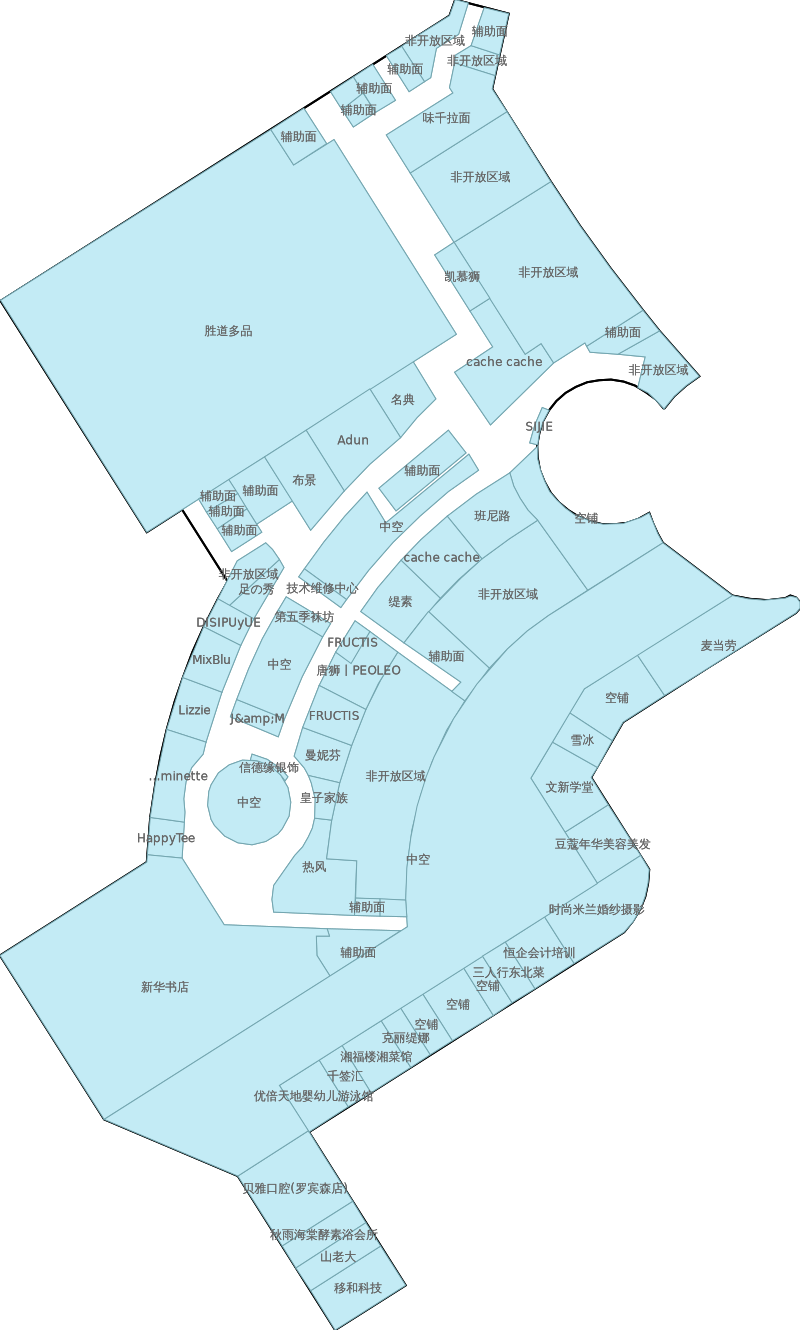 辅助面
非开放区域
非开放区域
辅助面
辅助面
辅助面
味千拉面
辅助面
非开放区域
非开放区域
凯慕狮
胜道多品
辅助面
cache cache
非开放区域
名典
SIJIE
Adun
辅助面
布景
辅助面
辅助面
辅助面
辅助面
中空
班尼路
空铺
cache cache
非开放区域
足の秀
技术维修中心
缇素
非开放区域
第五季袜坊
DISIPUyUE
FRUCTIS
麦当劳
MixBlu
中空
唐狮丨PEOLEO
辅助面
空铺
Lizzie
J&amp;M
FRUCTIS
雪冰
曼妮芬
信德缘银饰
...minette
非开放区域
文新学堂
中空
皇子家族
HappyTee
豆蔻年华美容美发
中空
热风
辅助面
时尚米兰婚纱摄影
辅助面
恒企会计培训
三人行东北菜
空铺
新华书店
空铺
空铺
克丽缇娜
湘福楼湘菜馆
千签汇
优倍天地婴幼儿游泳馆
贝雅口腔(罗宾森店)
秋雨海棠酵素浴会所
山老大
移和科技